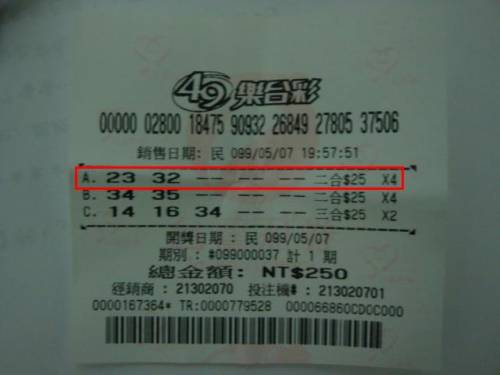 49樂合彩
00000 02800 18475 90932 26849 27805 37506
銷售日期: 民 099/05/07 19:57:51
A. 23 32 -- -- -- -- 二合$25 X4
B. 34 35 -- -- -- -- 二合$25 X4
C. 14 16 34 -- -- -- 三合$25 X2
開獎日期 : 民 099/05/07
期別 : #099000037 計 1 期
總金額: NT$250
經銷商 : 21302070 投注機# : 213020701
0000167364* TR:0000779528 000066860CD0C000